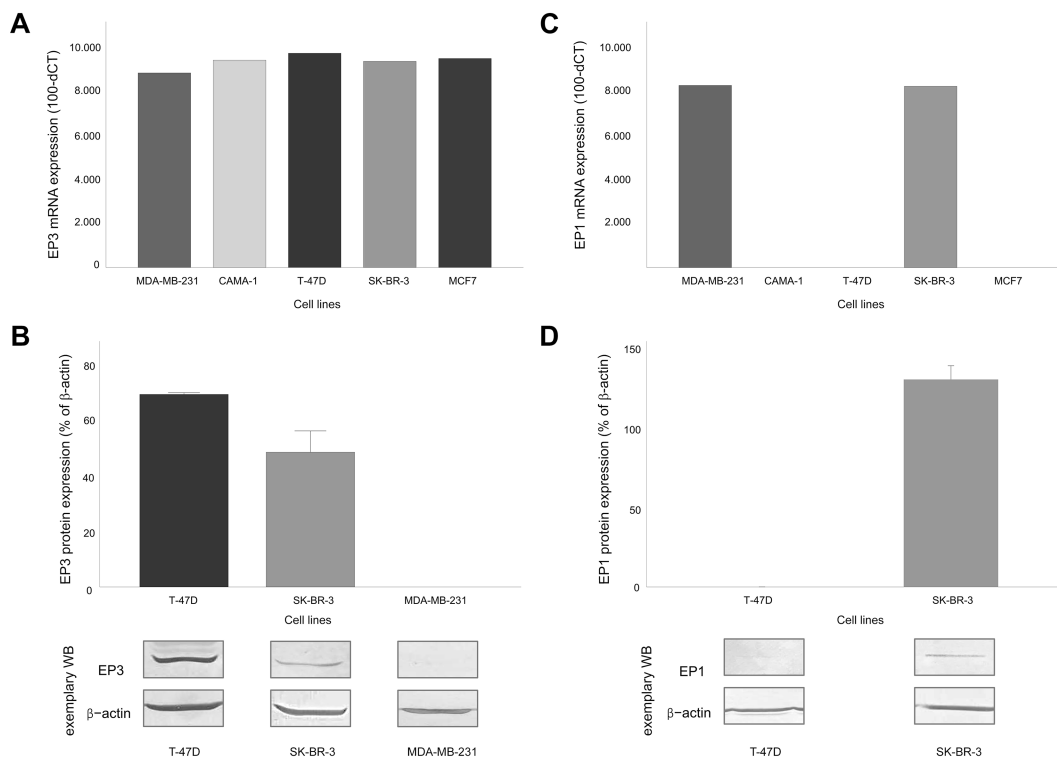 A
EP3 mRNA expression (100-dCT)
10.000
8.000
6.000
4.000
2.000
0
MDA-MB-231 CAMA-1 T-47D SK-BR-3 MCF7
Cell lines
C
EP1 mRNA expression (100-dCT)
10.000
8.000
6.000
4.000
2.000
MDA-MB-231 CAMA-1 T-47D SK-BR-3 MCF7
Cell lines
B
EP3 protein expression (% of β-actin)
80
60
40
20
0
T-47D SK-BR-3 MDA-MB-231
Cell lines
exemplary WB
EP3
β−actin
T-47D SK-BR-3 MDA-MB-231
D
EP1 protein expression (% of β-actin)
150
100
50
0
T-47D SK-BR-3
Cell lines
exemplary WB
EP1
β−actin
T-47D SK-BR-3